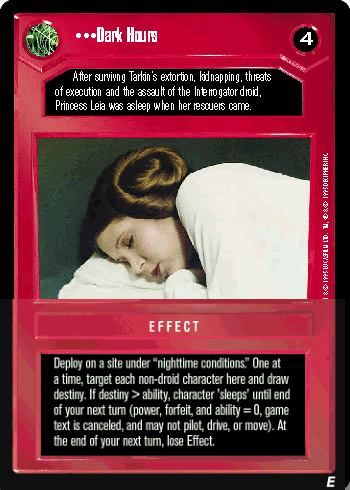 •••Dark Hours
4
After surviving Tarkin's extortion, kidnapping, threats
of execution and the assault of the Interrogator droid,
Princess Leia was asleep when her rescuers came.
EFFECT
Deploy on a site under "nighttime conditions." One at
a time, target each non-droid character here and draw
destiny. If destiny > ability, character 'sleeps' until end
of your next turn (power, forfeit, and ability = 0, game
text is canceled, and may not pilot, drive, or move). At
the end of your next turn, lose Effect.
E